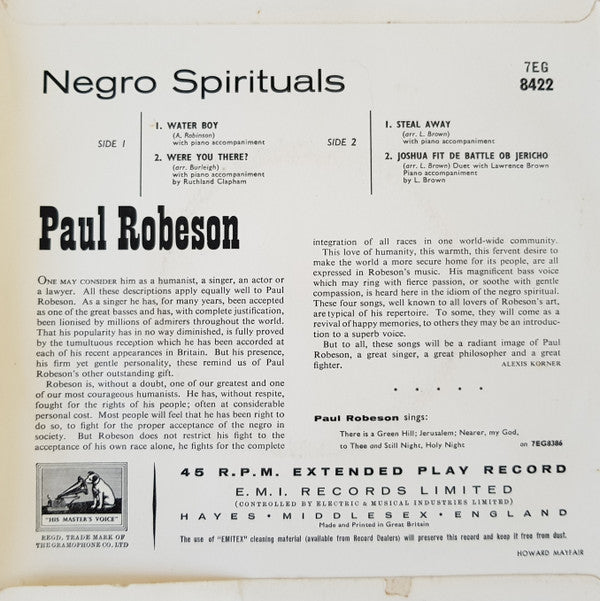 Negro Spirituals
7EG
8422
SIDE 1
1. WATER BOY
(A. Robinson)
with piano accompaniment
2. WERE YOU THERE?
(arr. Burleigh)
with piano accompaniment
by Ruthland Clapham
SIDE 2
1. STEAL AWAY
(arr. L. Brown)
with piano accompaniment
2. JOSHUA FIT DE BATTLE OB JERICHO
(arr. L. Brown) Duet with Lawrence Brown
Piano accompaniment
by L. Brown
Paul Robeson
ONE MAY CONSIDER him as a humanist, a singer, an actor or
a lawyer. All these descriptions apply equally well to Paul
Robeson. As a singer he has, for many years, been accepted
as one of the great basses and has, with complete justification,
been lionised by millions of admirers throughout the world.
That his popularity has in no way diminished, is fully proved
by the tumultuous reception which he has been accorded at
each of his recent appearances in Britain. But his presence,
his firm yet gentle personality, these remind us of Paul
Robeson's other outstanding gift.
Robeson is, without a doubt, one of our greatest and one
of our most courageous humanists. He has, without respite,
fought for the rights of his people; often at considerable
personal cost. Most people will feel that he has been right to
do so, to fight for the proper acceptance of the negro in
society. But Robeson does not restrict his fight to the
acceptance of his own race alone, he fights for the complete
integration of all races in one world-wide community.
This love of humanity, this warmth, this fervent desire to
make the world a more secure home for its people, are all
expressed in Robeson's music. His magnificent bass voice
which may ring with fierce passion, or soothe with gentle
compassion, is heard here in the idiom of the negro spiritual.
These four songs, well known to all lovers of Robeson's art,
are typical of his repertoire. To some, they will come as a
revival of happy memories, to others they may be an introduc-
tion to a superb voice.
But to all, these songs will be a radiant image of Paul
Robeson, a great singer, a great philosopher and a great
fighter. ALEXIS KORNER
* * * * *
Paul Robeson sings:
There is a Green Hill; Jerusalem; Nearer, my God,
to Thee and Still Night, Holy Night on 7EG8386
"HIS MASTER'S VOICE"
REGD. TRADE MARK OF
THE GRAMOPHONE CO. LTD
45 R.P.M. EXTENDED PLAY RECORD
E.M.I. RECORDS LIMITED
(CONTROLLED BY ELECTRIC & MUSICAL INDUSTRIES LIMITED)
HAYES • MIDDLESEX • ENGLAND
Made and Printed in Great Britain
The use of "EMITEX" cleaning material (available from Record Dealers) will preserve this record and keep it free from dust.
HOWARD MAYFAIR